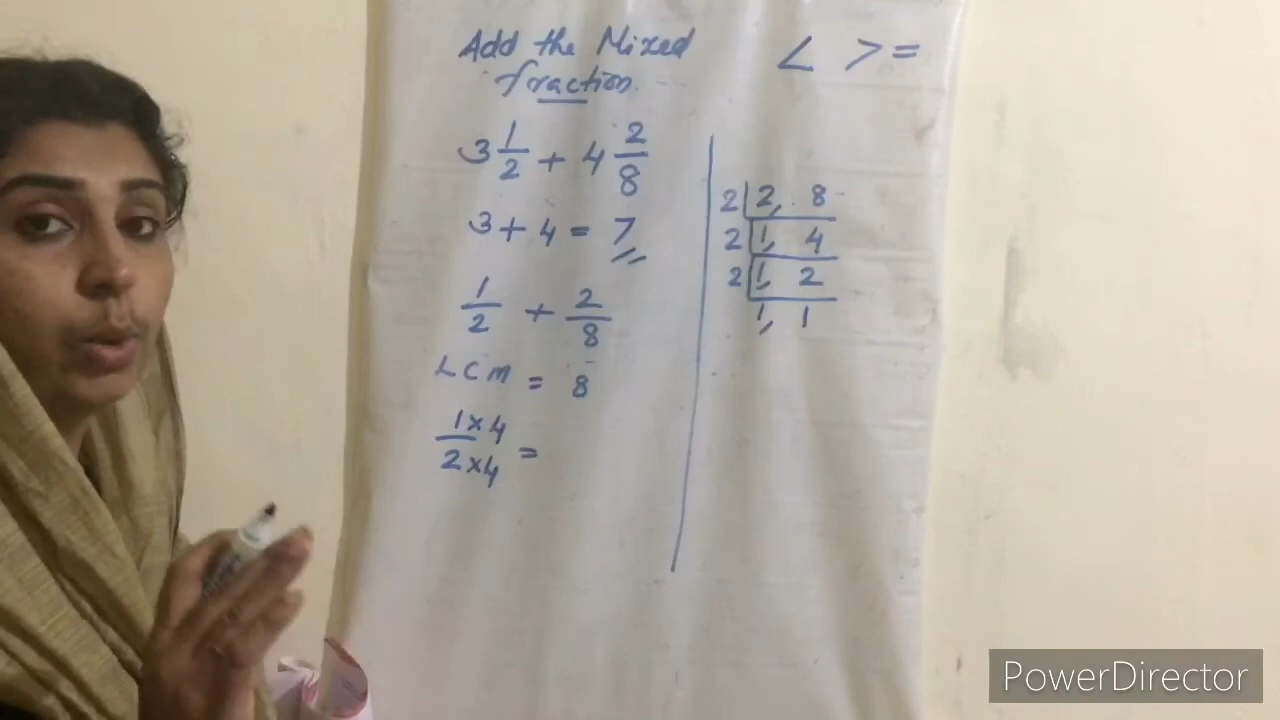 Add the Mixed
fraction.
< > =
3 1/2 + 4 2/8
3 + 4 = 7
1/2 + 2/8
LCM = 8
1×4/2×4 =
2 | 2, 8
2 | 1, 4
2 | 1, 2
1, 1
PowerDirector